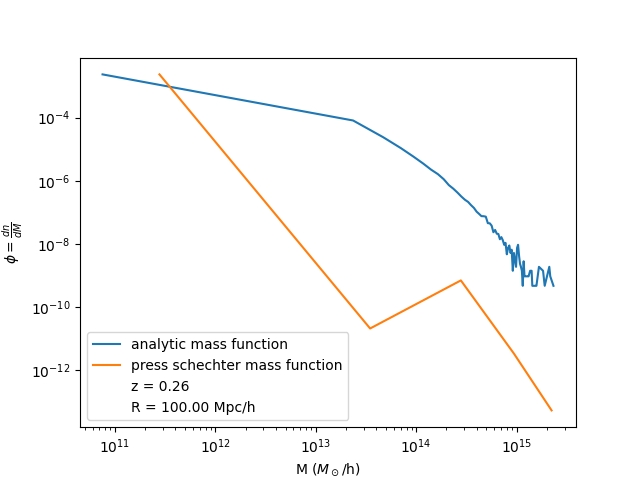 10⁻⁴
10⁻⁶
10⁻⁸
10⁻¹⁰
10⁻¹²
ϕ = dn/dM
analytic mass function
press schechter mass function
z = 0.26
R = 100.00 Mpc/h
10¹¹ 10¹² 10¹³ 10¹⁴ 10¹⁵
M (M⊙/h)